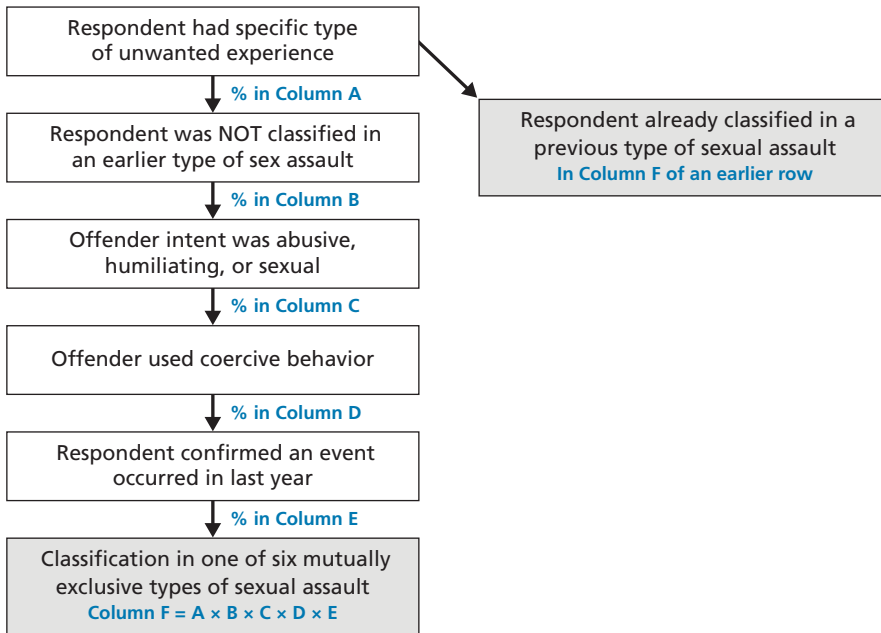 Respondent had specific type
of unwanted experience
% in Column A
Respondent already classified in a
previous type of sexual assault
In Column F of an earlier row
Respondent was NOT classified in
an earlier type of sex assault
% in Column B
Offender intent was abusive,
humiliating, or sexual
% in Column C
Offender used coercive behavior
% in Column D
Respondent confirmed an event
occurred in last year
% in Column E
Classification in one of six mutually
exclusive types of sexual assault
Column F = A × B × C × D × E